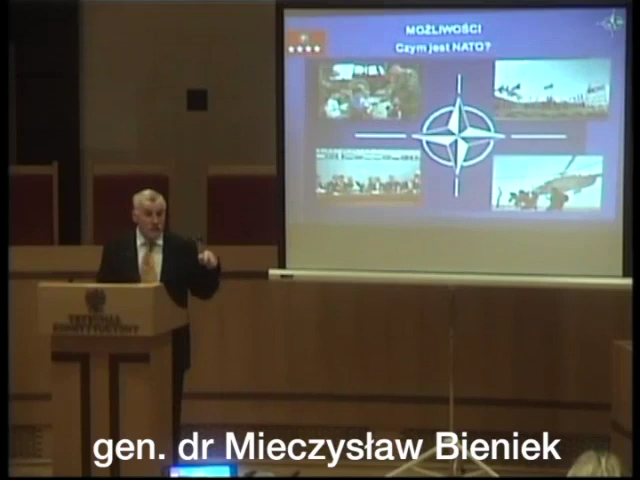 MOŻLIWOŚCI
Czym jest NATO?
TRYBUNAŁ
KONSTYTUCYJNY
gen. dr Mieczysław Bieniek